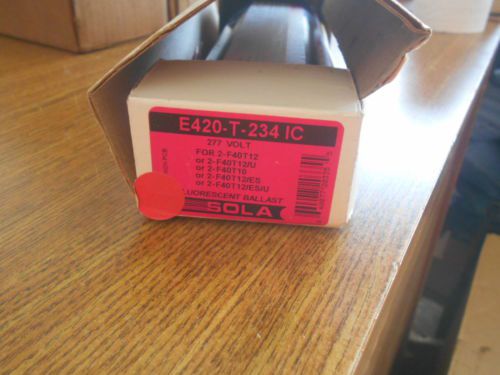 E420-T-234 IC
277 VOLT
FOR 2-F40T12
or 2-F40T12/U
or 2-F40T10
or 2-F40T12/ES
or 2-F40T12/ES/U
FLUORESCENT BALLAST
SOLA